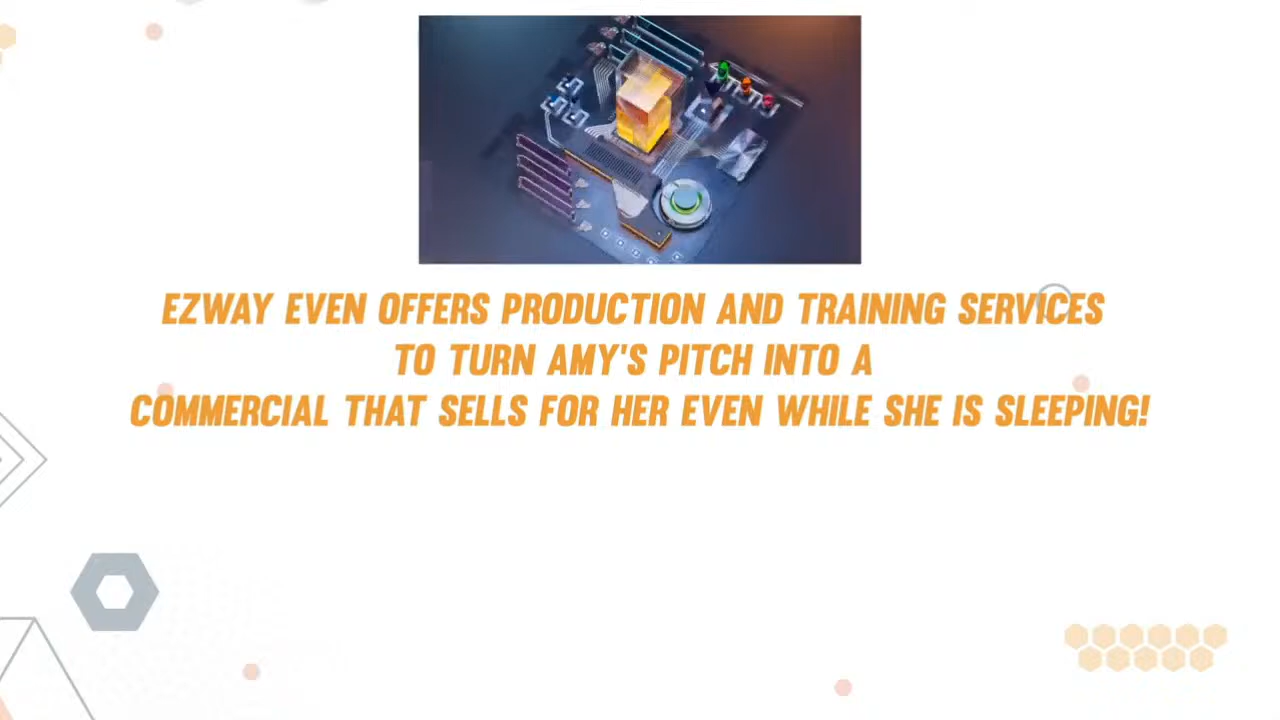 EZWAY EVEN OFFERS PRODUCTION AND TRAINING SERVICES
TO TURN AMY'S PITCH INTO A
COMMERCIAL THAT SELLS FOR HER EVEN WHILE SHE IS SLEEPING!